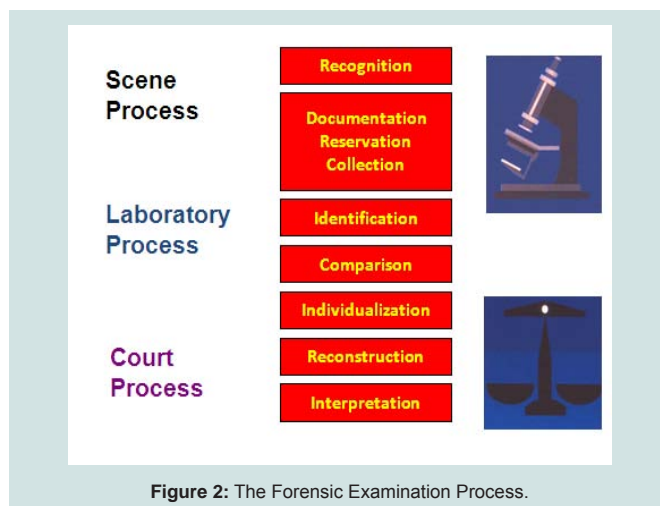 Scene
Process
Recognition
Documentation
Reservation
Collection
Laboratory
Process
Identification
Comparison
Individualization
Court
Process
Reconstruction
Interpretation
Figure 2: The Forensic Examination Process.